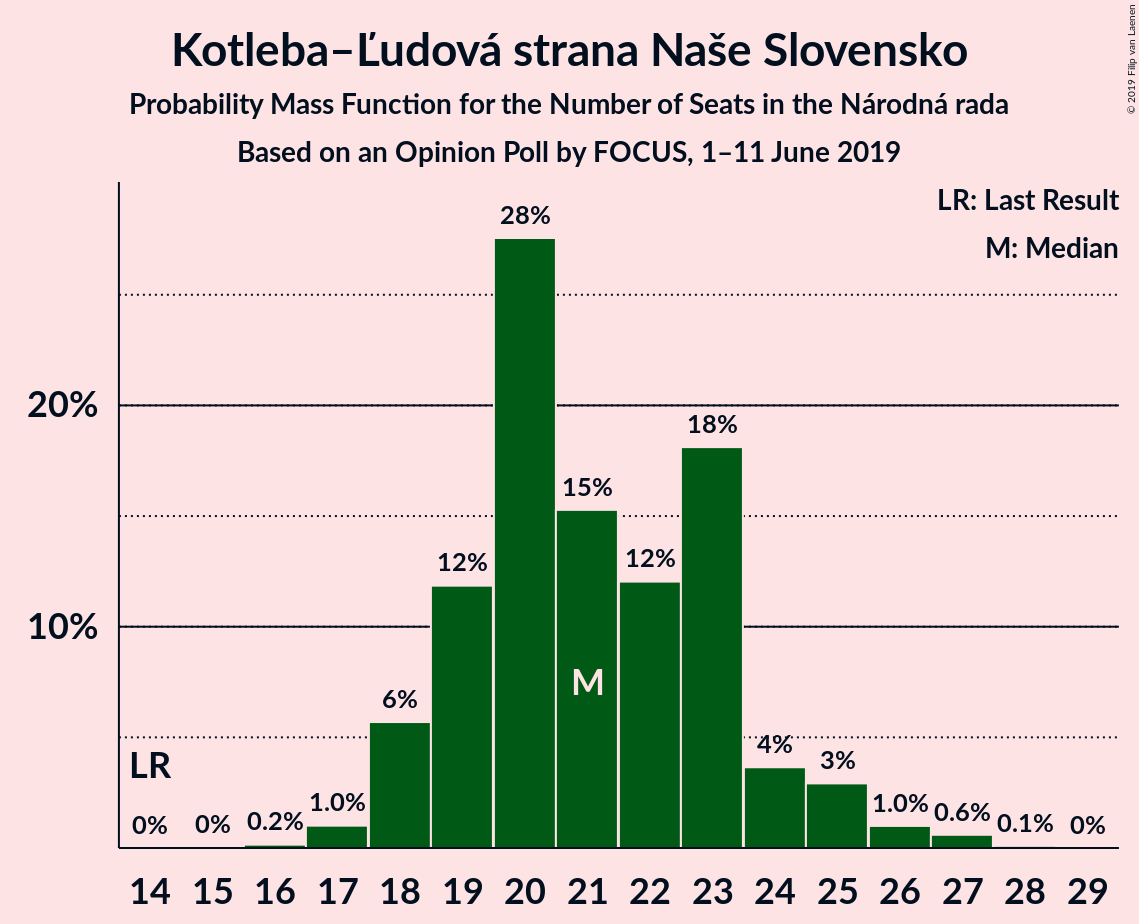 Kotleba–Ľudová strana Naše Slovensko
Probability Mass Function for the Number of Seats in the Národná rada
Based on an Opinion Poll by FOCUS, 1–11 June 2019
© 2019 Filip van Laenen
LR: Last Result
M: Median
28%
20%
18%
15%
12%
12%
10%
M
6%
4%
3%
LR
1.0%
1.0%
0.6%
0% 0% 0.2% 0.1% 0%
14 15 16 17 18 19 20 21 22 23 24 25 26 27 28 29